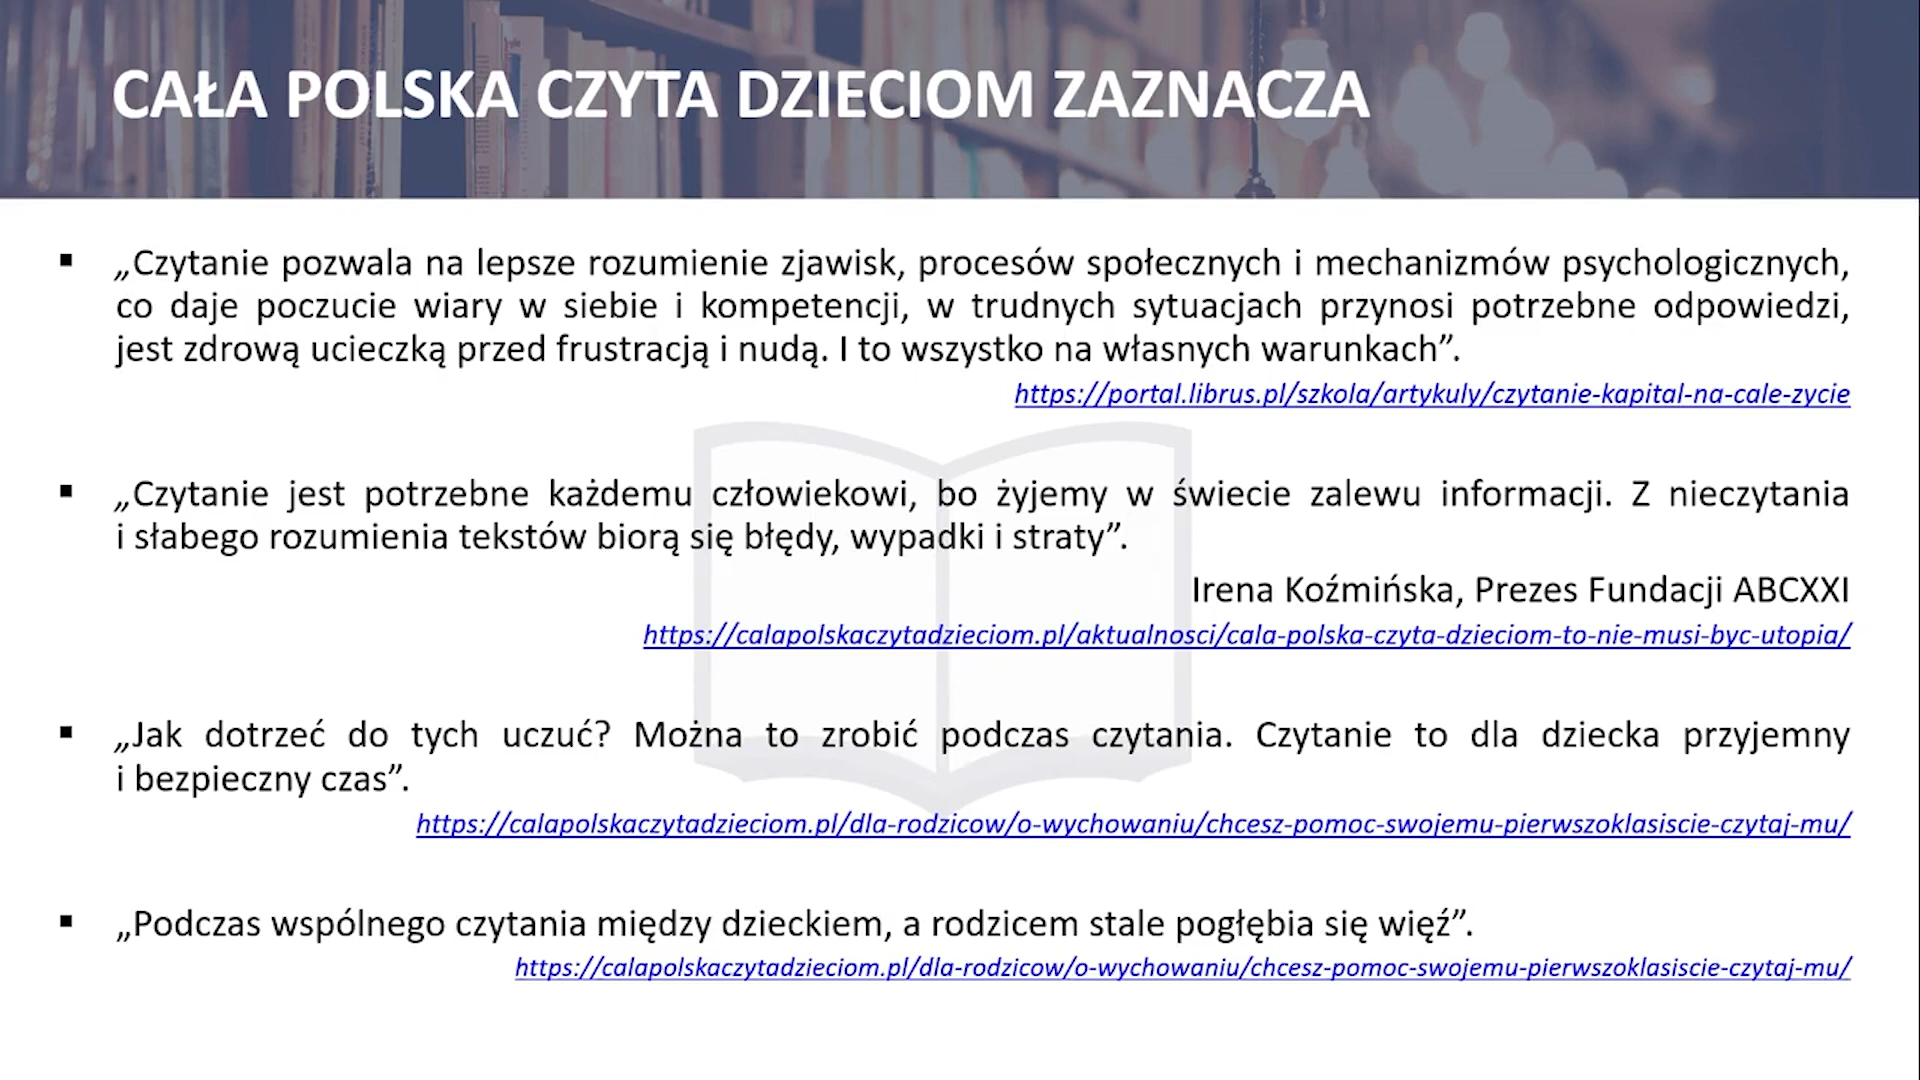 CAŁA POLSKA CZYTA DZIECIOM ZAZNACZA
▪ „Czytanie pozwala na lepsze rozumienie zjawisk, procesów społecznych i mechanizmów psychologicznych,
co daje poczucie wiary w siebie i kompetencji, w trudnych sytuacjach przynosi potrzebne odpowiedzi,
jest zdrową ucieczką przed frustracją i nudą. I to wszystko na własnych warunkach”.
https://portal.librus.pl/szkola/artykuly/czytanie-kapital-na-cale-zycie
▪ „Czytanie jest potrzebne każdemu człowiekowi, bo żyjemy w świecie zalewu informacji. Z nieczytania
i słabego rozumienia tekstów biorą się błędy, wypadki i straty”.
Irena Koźmińska, Prezes Fundacji ABCXXI
https://calapolskaczytadzieciom.pl/aktualnosci/cala-polska-czyta-dzieciom-to-nie-musi-byc-utopia/
▪ „Jak dotrzeć do tych uczuć? Można to zrobić podczas czytania. Czytanie to dla dziecka przyjemny
i bezpieczny czas”.
https://calapolskaczytadzieciom.pl/dla-rodzicow/o-wychowaniu/chcesz-pomoc-swojemu-pierwszoklasiscie-czytaj-mu/
▪ „Podczas wspólnego czytania między dzieckiem, a rodzicem stale pogłębia się więź”.
https://calapolskaczytadzieciom.pl/dla-rodzicow/o-wychowaniu/chcesz-pomoc-swojemu-pierwszoklasiscie-czytaj-mu/